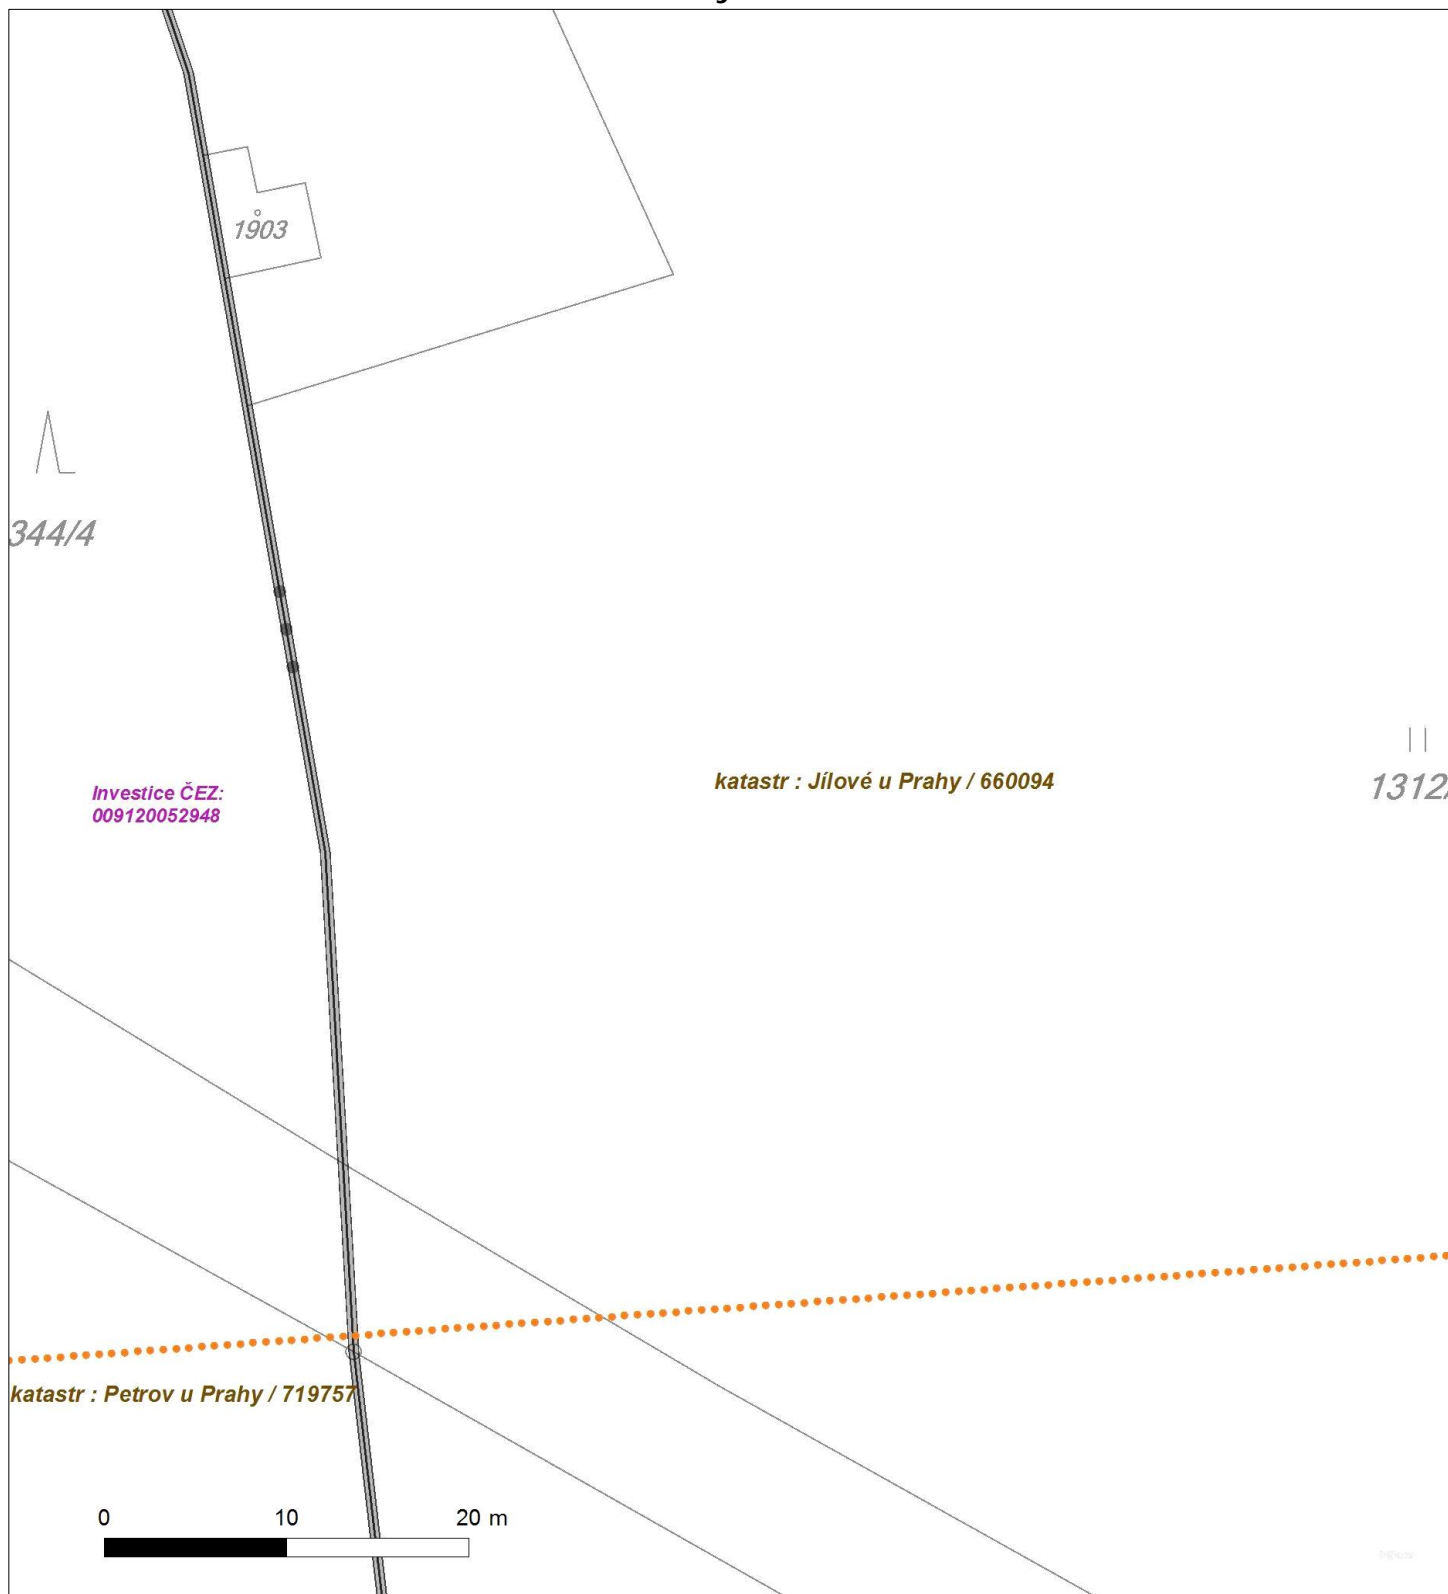 1903
344/4
katastr : Jílové u Prahy / 660094
1312/
Investice ČEZ:
009120052948
katastr : Petrov u Prahy / 719757
0 10 20 m